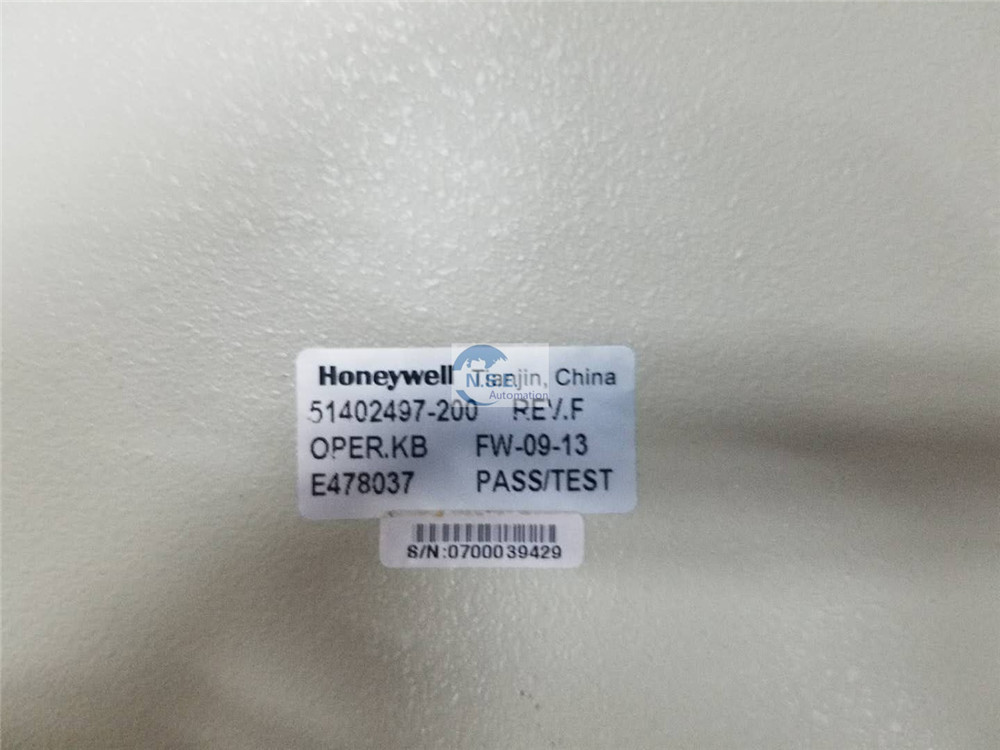 Honeywell Tianjin, China
N.S.E.
Automation
51402497-200 REV.F
OPER.KB FW-09-13
E478037 PASS/TEST
S/N:0700039429